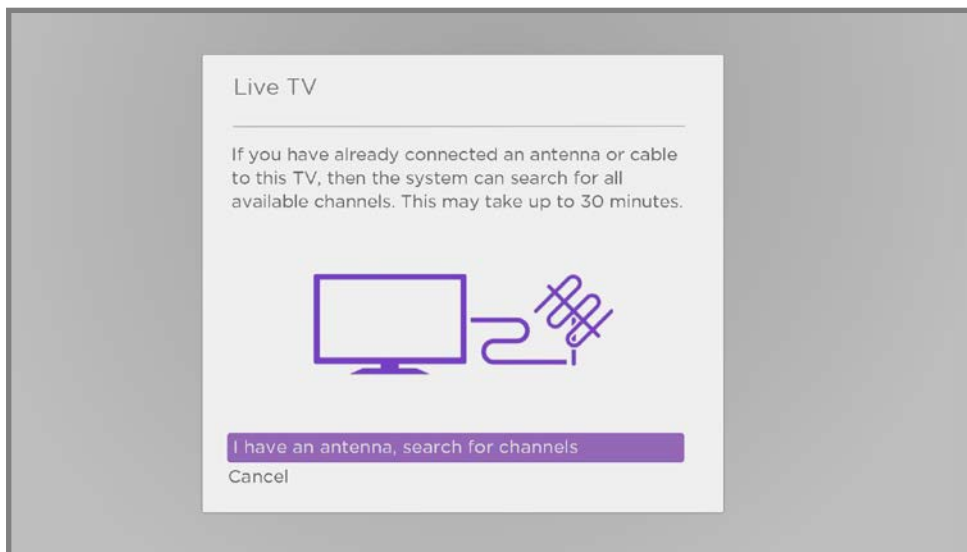 Live TV
If you have already connected an antenna or cable
to this TV, then the system can search for all
available channels. This may take up to 30 minutes.
I have an antenna, search for channels
Cancel